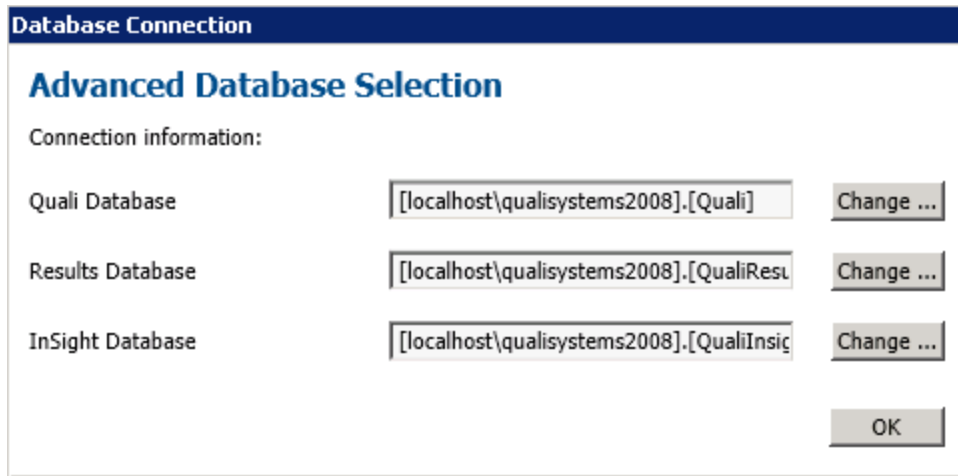 Database Connection
Advanced Database Selection
Connection information:
Quali Database [localhost\qualisystems2008].[Quali] Change ...
Results Database [localhost\qualisystems2008].[QualiResu Change ...
InSight Database [localhost\qualisystems2008].[QualiInsig Change ...
OK